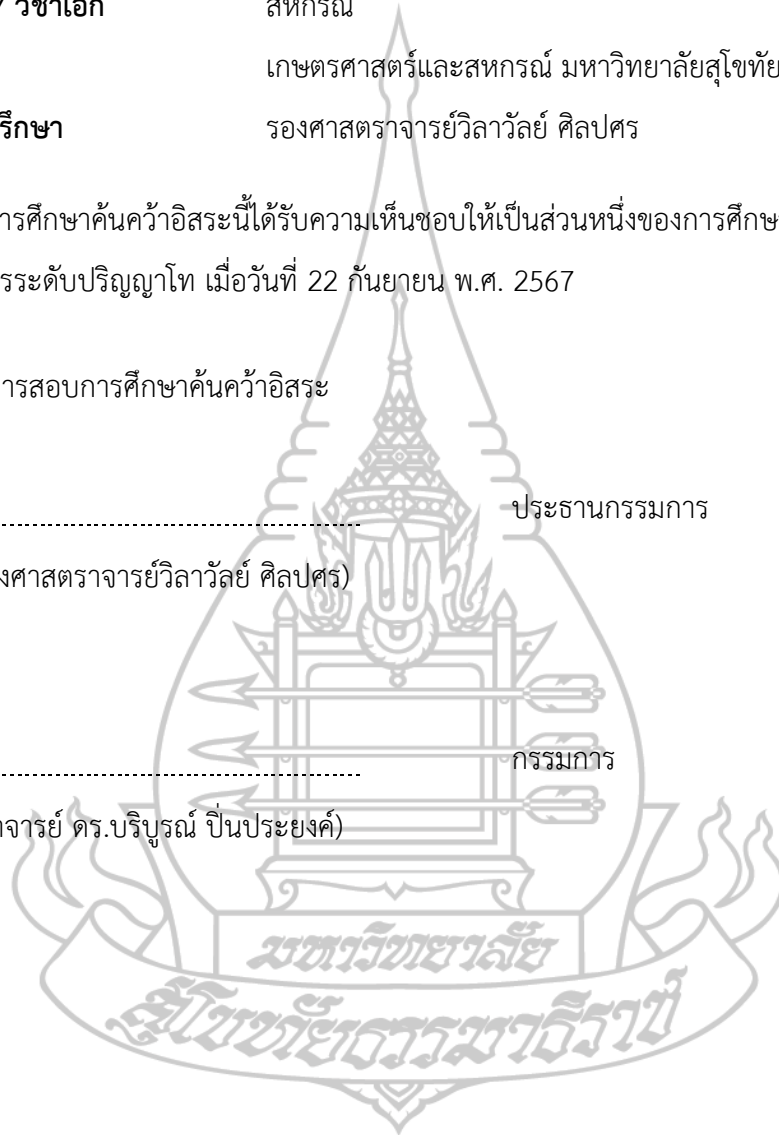 / วิชาเอก สหกรณ์
เกษตรศาสตร์และสหกรณ์ มหาวิทยาลัยสุโขทัย
รึกษา รองศาสตราจารย์วิลาวัลย์ ศิลปศร
ารศึกษาค้นคว้าอิสระนี้ได้รับความเห็นชอบให้เป็นส่วนหนึ่งของการศึกษ
รระดับปริญญาโท เมื่อวันที่ 22 กันยายน พ.ศ. 2567
ารสอบการศึกษาค้นคว้าอิสระ
ประธานกรรมการ
งศาสตราจารย์วิลาวัลย์ ศิลปศร)
กรรมการ
าจารย์ ดร.บริบูรณ์ ปิ่นประยงค์)
มหาวิทยาลัย
สุโขทัยธรรมาธิราช